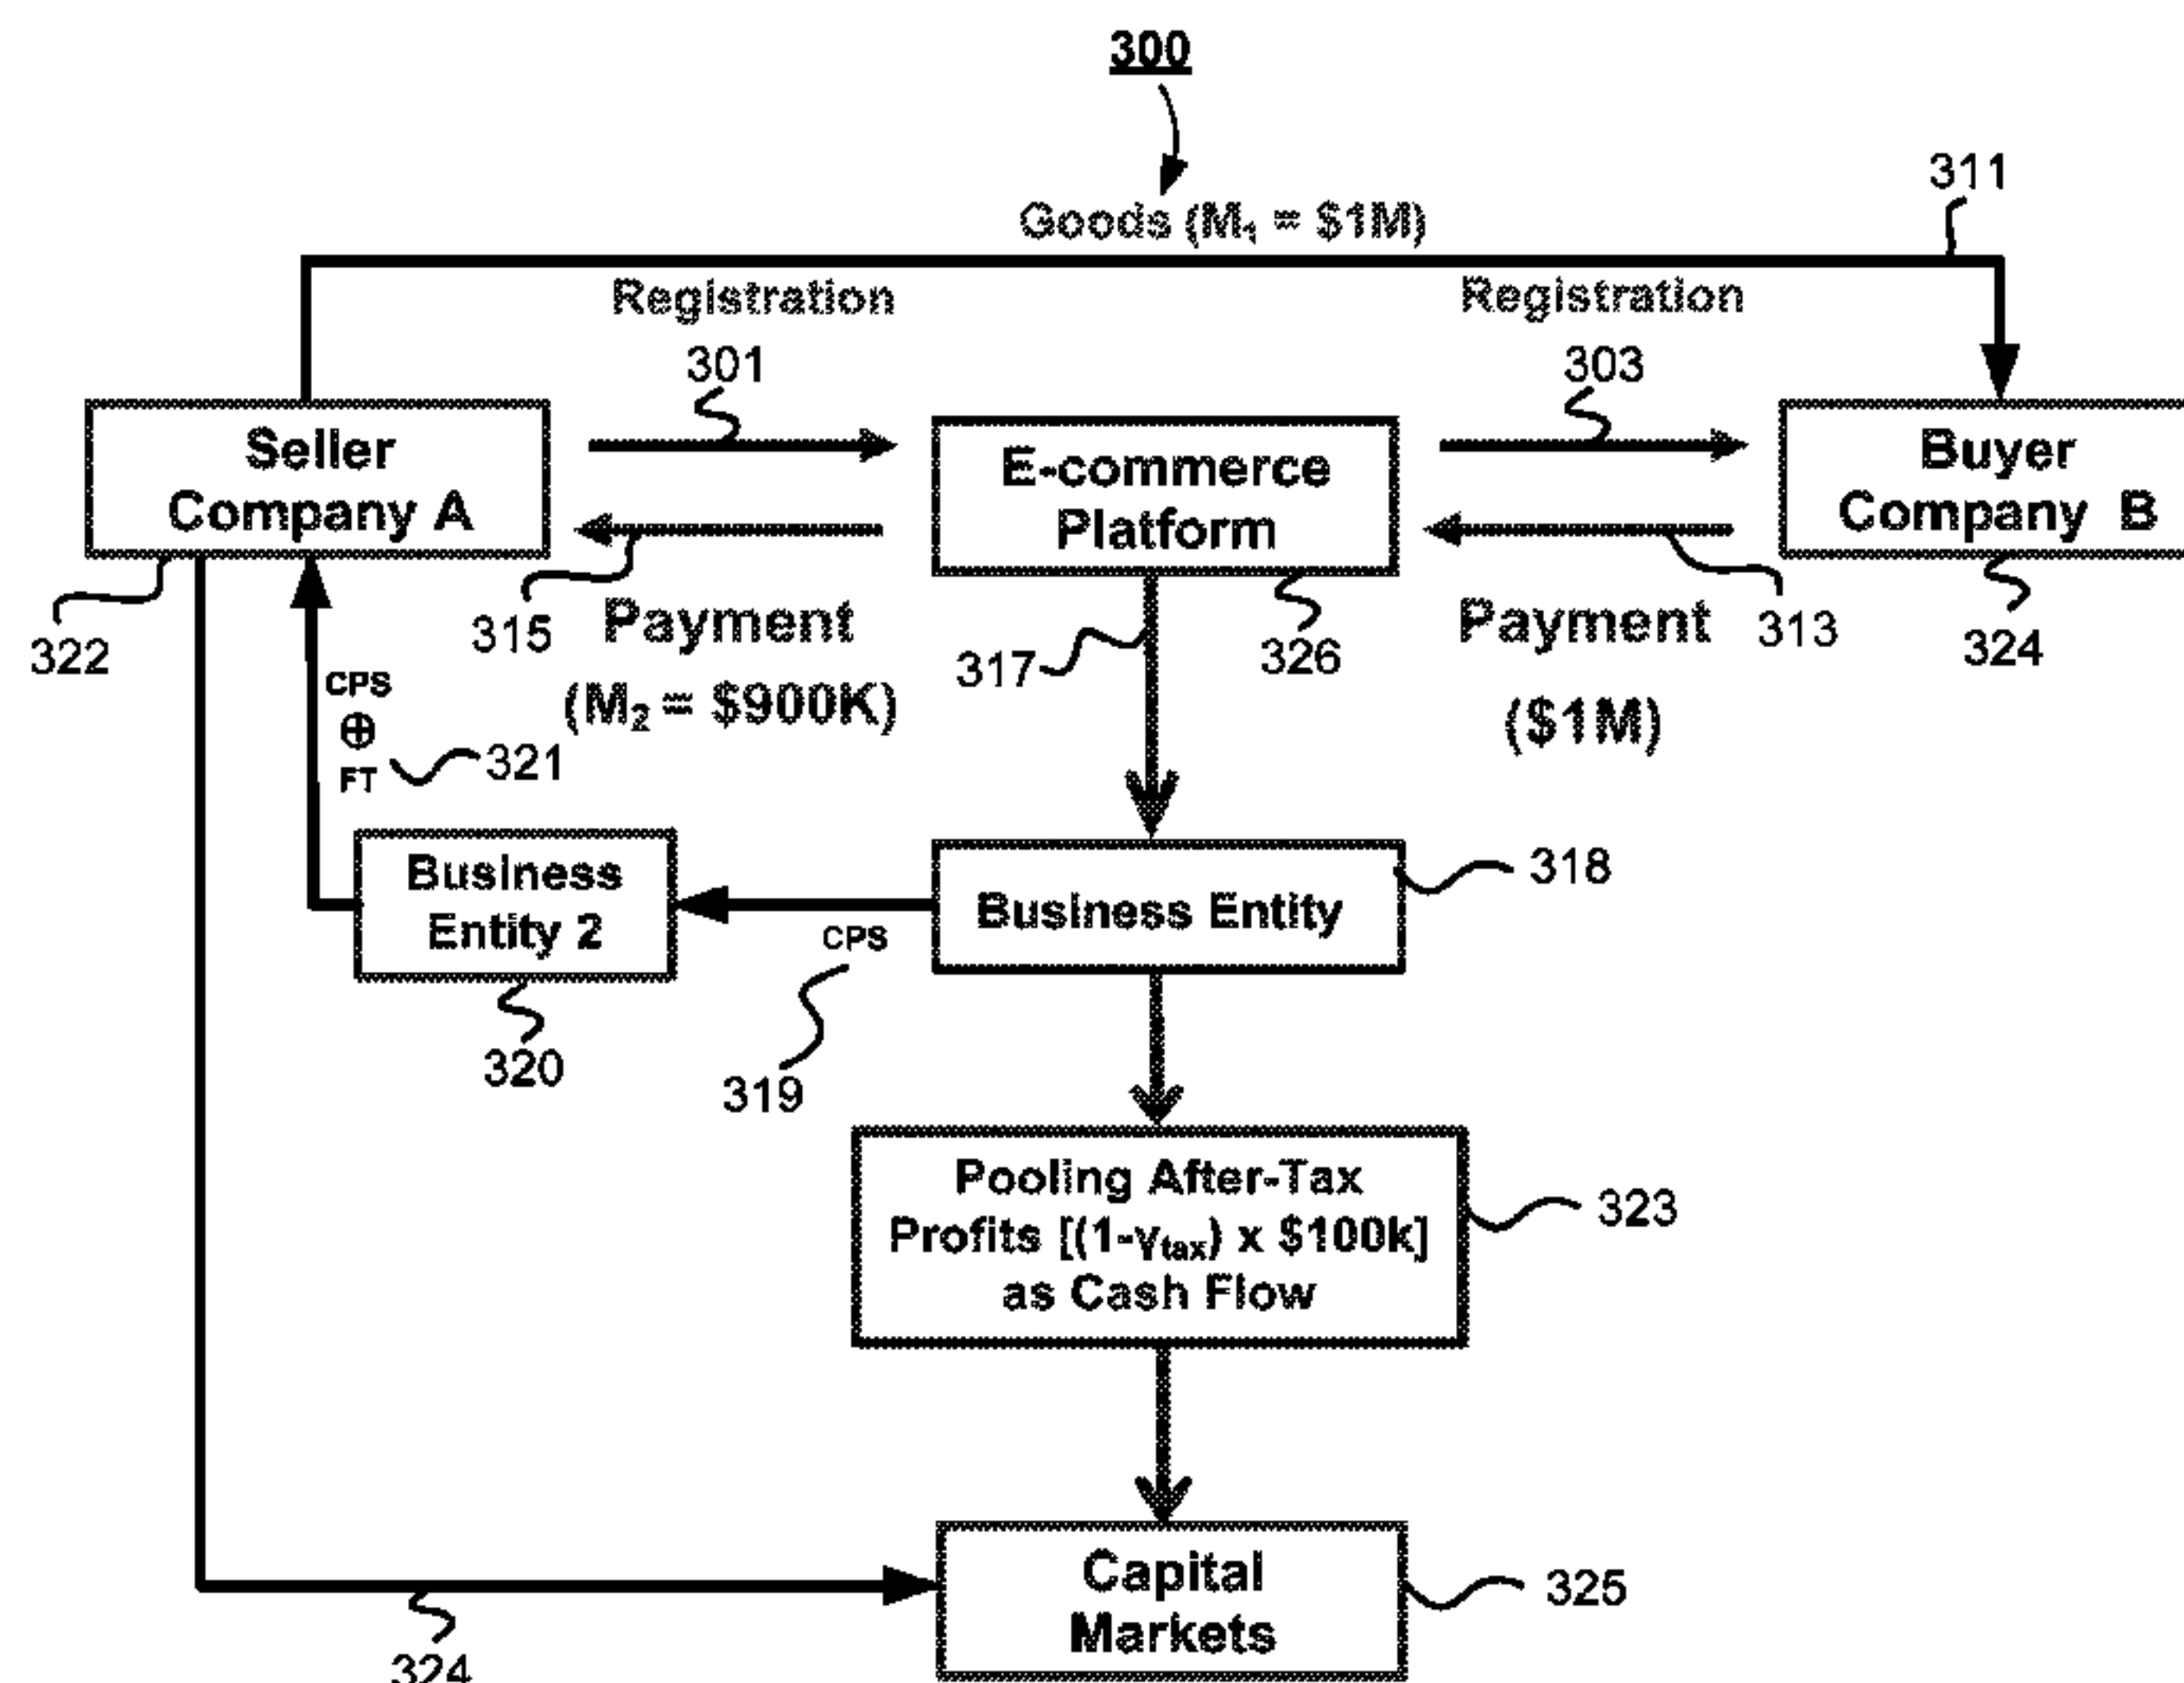 300
311
Goods (M₁ = $1M)
Registration
Registration
301
303
Seller
Company A
E-commerce
Platform
Buyer
Company B
322
315
Payment
(M₂ = $900K)
317
326
Payment
($1M)
313
324
CPS
⊕
FT
321
Business
Entity 2
320
CPS
319
Business Entity
318
Pooling After-Tax
Profits [(1-γtax) x $100k]
as Cash Flow
323
Capital
Markets
325
324